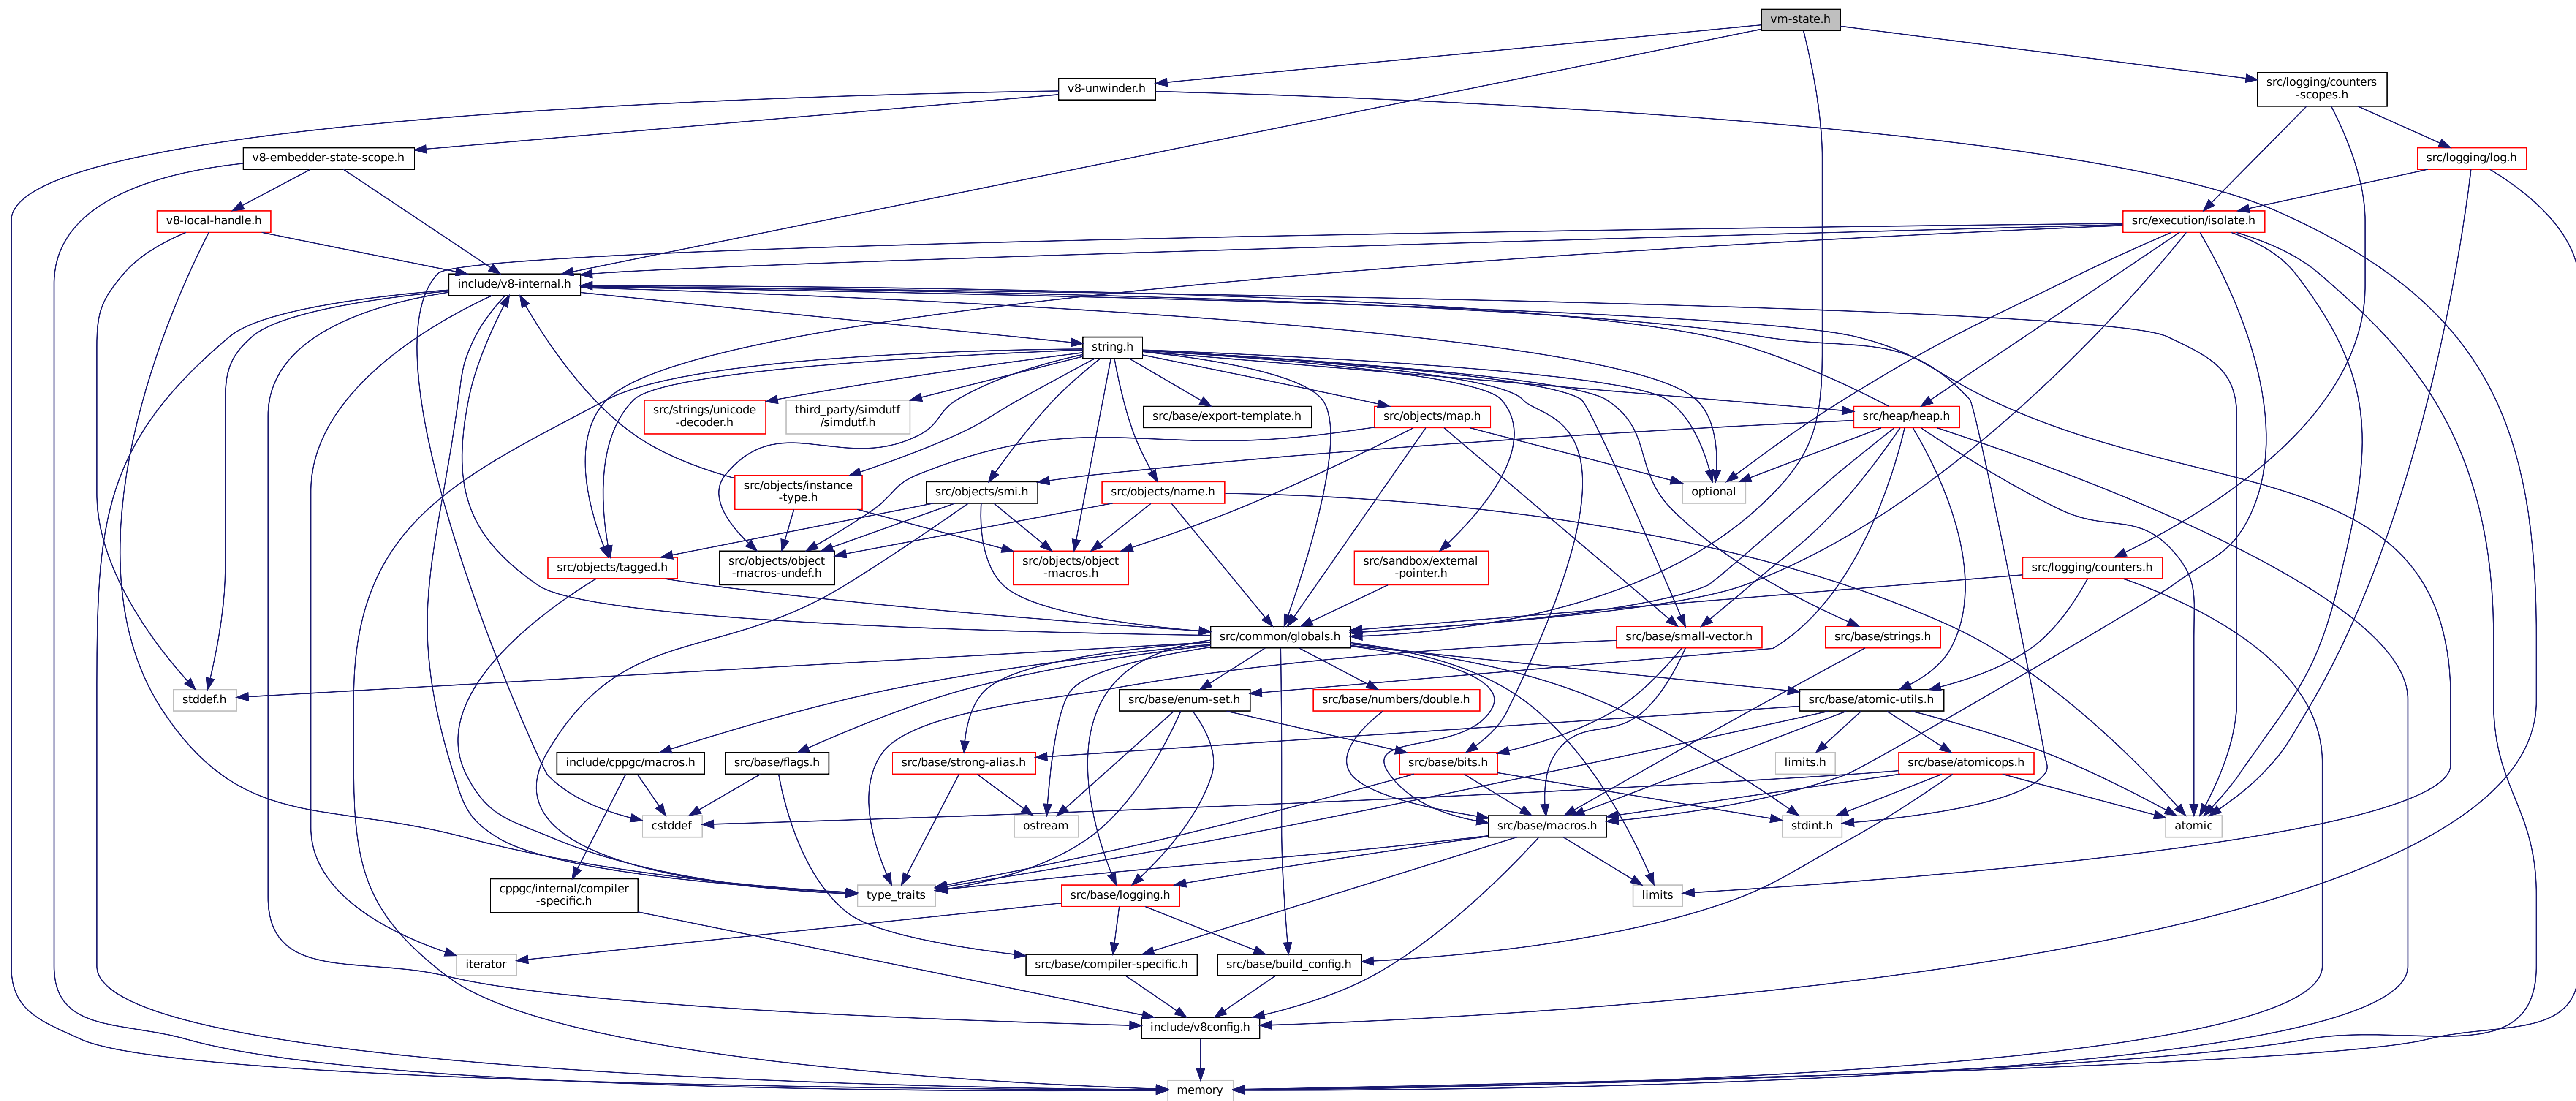 vm-state.h
v8-unwinder.h
src/logging/counters
-scopes.h
v8-embedder-state-scope.h
src/logging/log.h
v8-local-handle.h
src/execution/isolate.h
include/v8-internal.h
string.h
src/strings/unicode
-decoder.h
third_party/simdutf
/simdutf.h
src/base/export-template.h
src/objects/map.h
src/heap/heap.h
src/objects/instance
-type.h
src/objects/smi.h
src/objects/name.h
optional
src/objects/tagged.h
src/objects/object
-macros-undef.h
src/objects/object
-macros.h
src/sandbox/external
-pointer.h
src/logging/counters.h
src/common/globals.h
src/base/small-vector.h
src/base/strings.h
stddef.h
src/base/enum-set.h
src/base/numbers/double.h
src/base/atomic-utils.h
include/cppgc/macros.h
src/base/flags.h
src/base/strong-alias.h
src/base/bits.h
limits.h
src/base/atomicops.h
cstddef
ostream
src/base/macros.h
stdint.h
atomic
cppgc/internal/compiler
-specific.h
type_traits
src/base/logging.h
limits
iterator
src/base/compiler-specific.h
src/base/build_config.h
include/v8config.h
memory